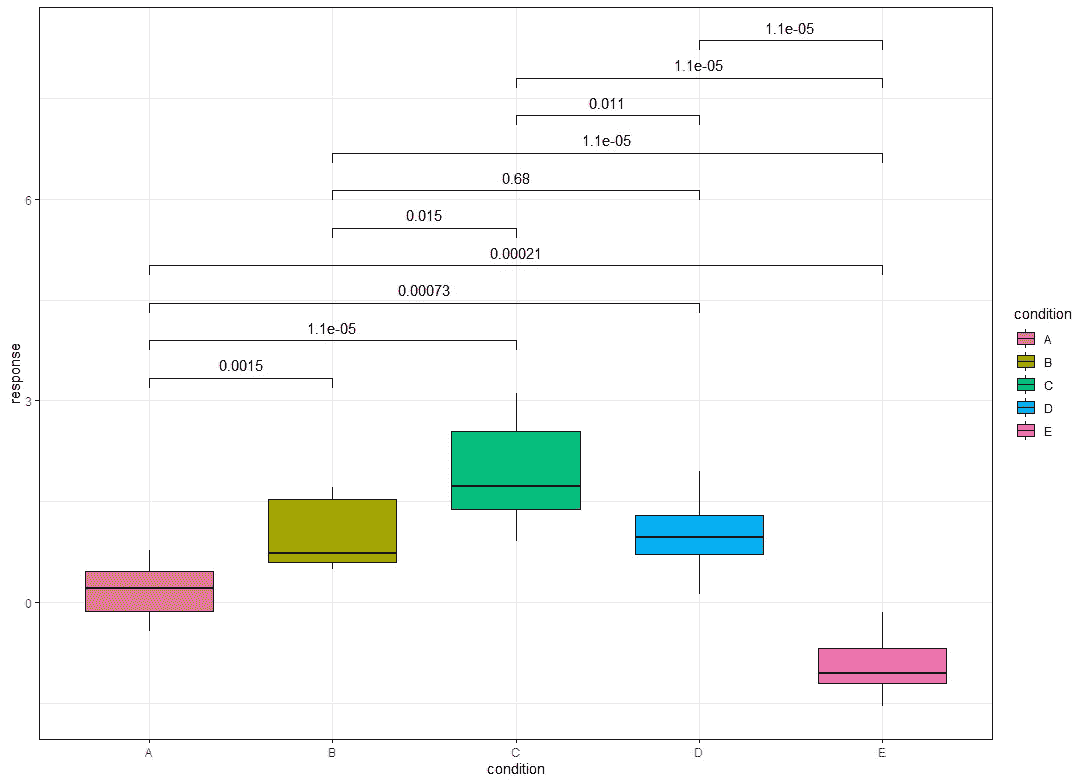 1.1e-05
1.1e-05
0.011
1.1e-05
0.68
0.015
0.00021
0.00073
1.1e-05
0.0015
6
3
0
response
A B C D E
condition
condition
A
B
C
D
E